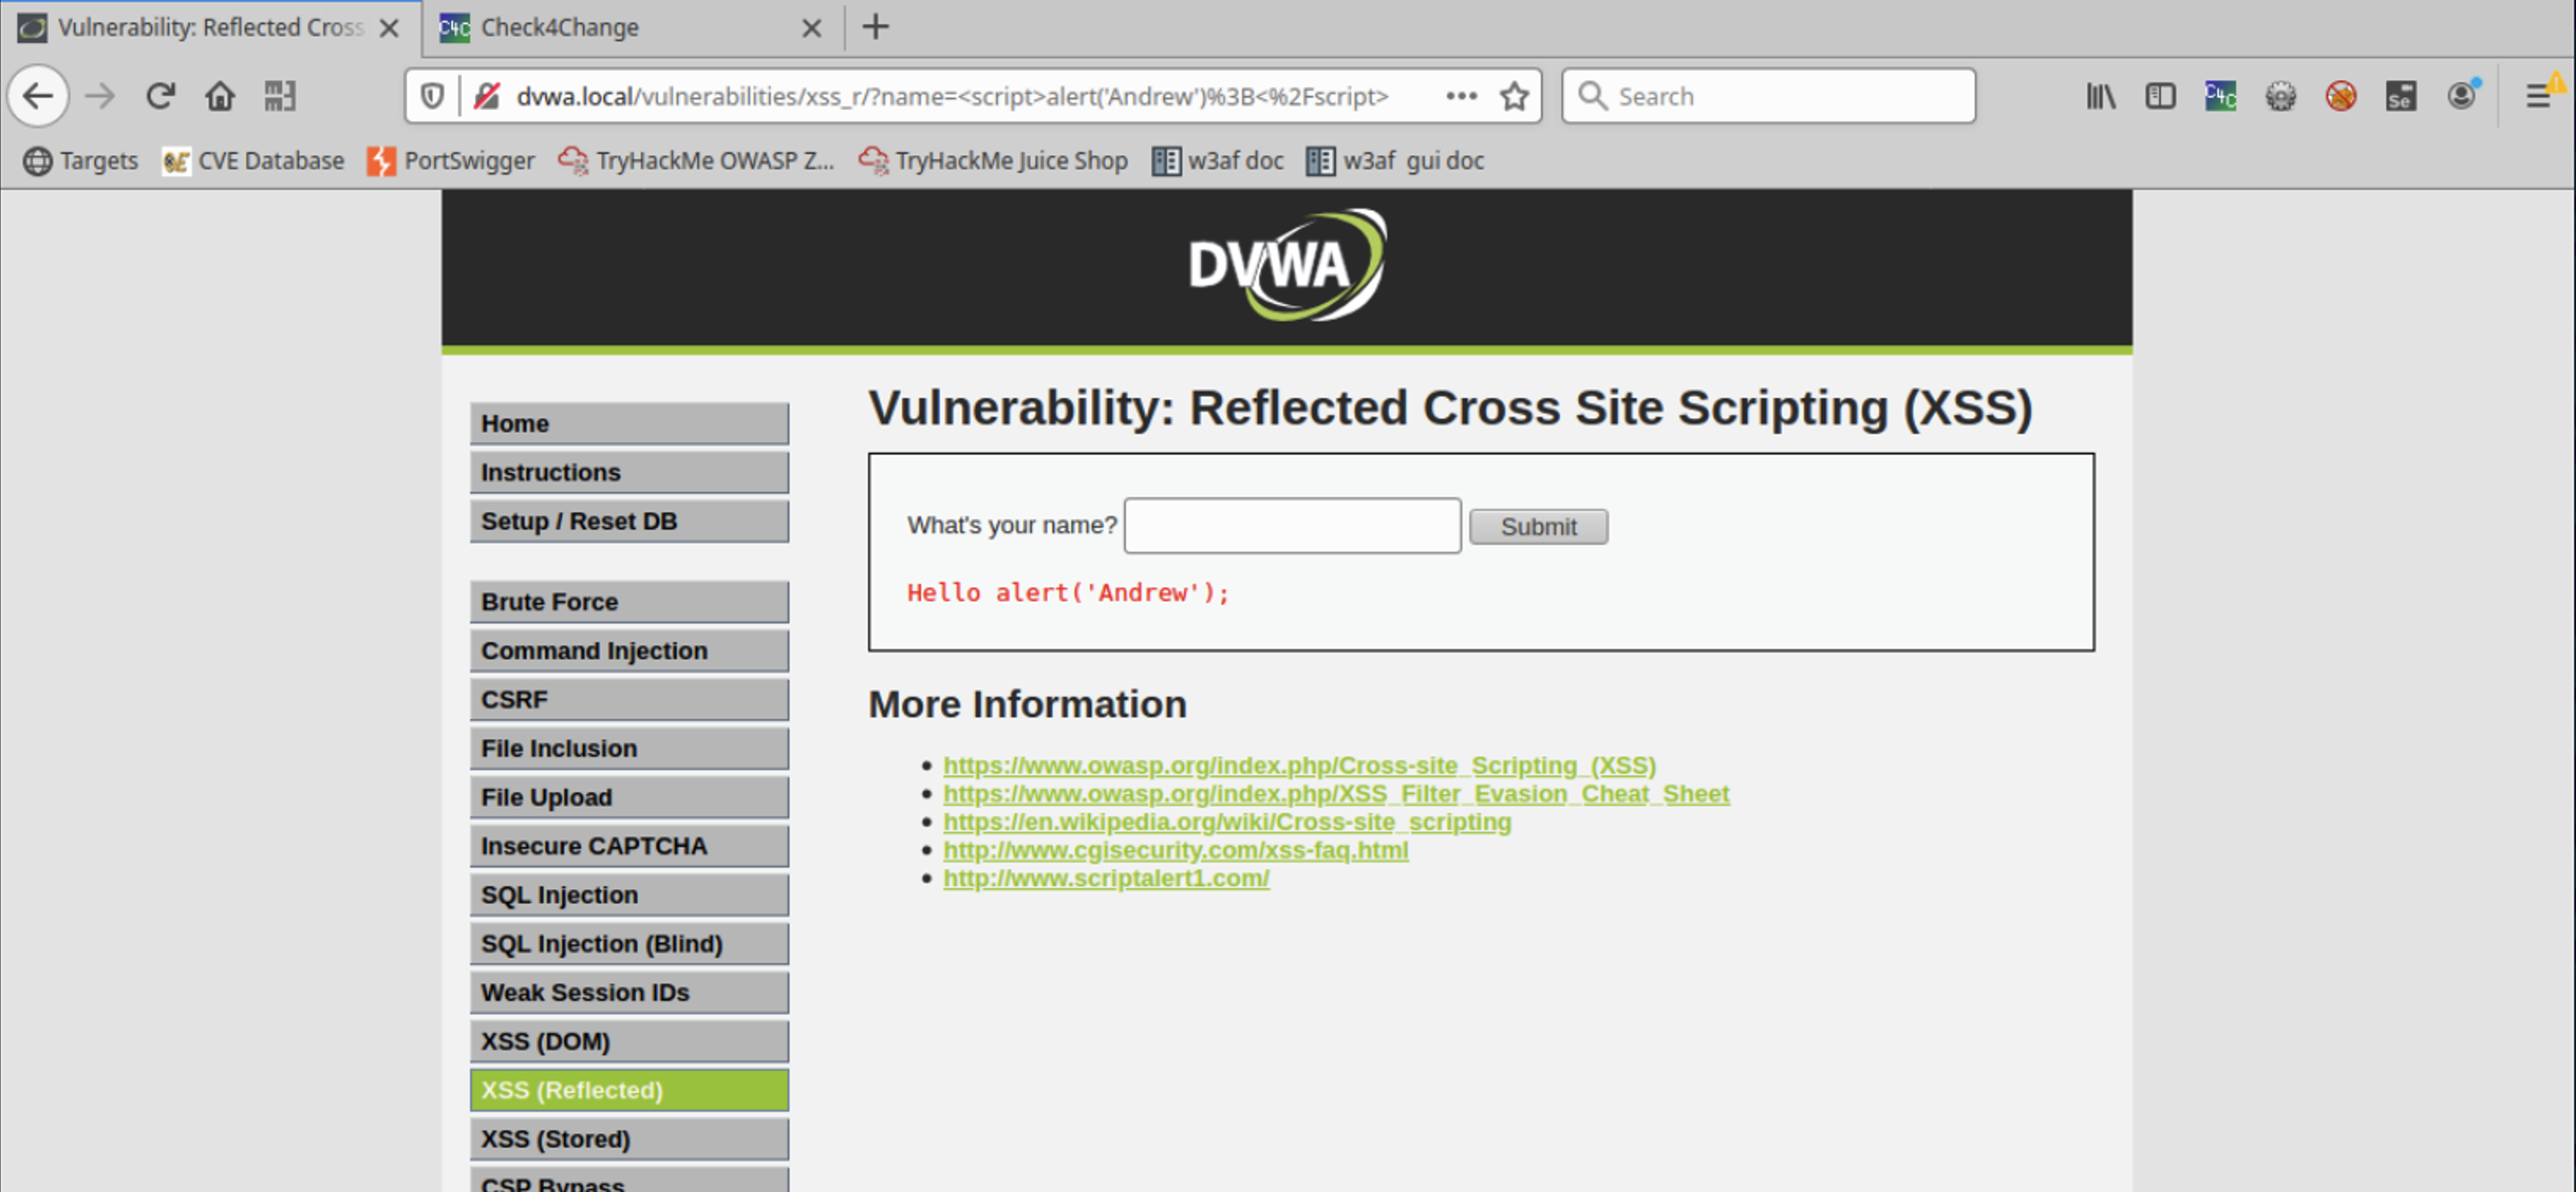 Vulnerability: Reflected Cross
Check4Change
dvwa.local/vulnerabilities/xss_r/?name=<script>alert('Andrew')%3B<%2Fscript>
Search
C4C
Se
Targets
CVE Database
PortSwigger
TryHackMe OWASP Z...
TryHackMe Juice Shop
w3af doc
w3af gui doc
DVWA
Home
Instructions
Setup / Reset DB
Brute Force
Command Injection
CSRF
File Inclusion
File Upload
Insecure CAPTCHA
SQL Injection
SQL Injection (Blind)
Weak Session IDs
XSS (DOM)
XSS (Reflected)
XSS (Stored)
CSP Bypass
Vulnerability: Reflected Cross Site Scripting (XSS)
What's your name?
Submit
Hello alert('Andrew');
More Information
https://www.owasp.org/index.php/Cross-site_Scripting_(XSS)
https://www.owasp.org/index.php/XSS_Filter_Evasion_Cheat_Sheet
https://en.wikipedia.org/wiki/Cross-site_scripting
http://www.cgisecurity.com/xss-faq.html
http://www.scriptalert1.com/